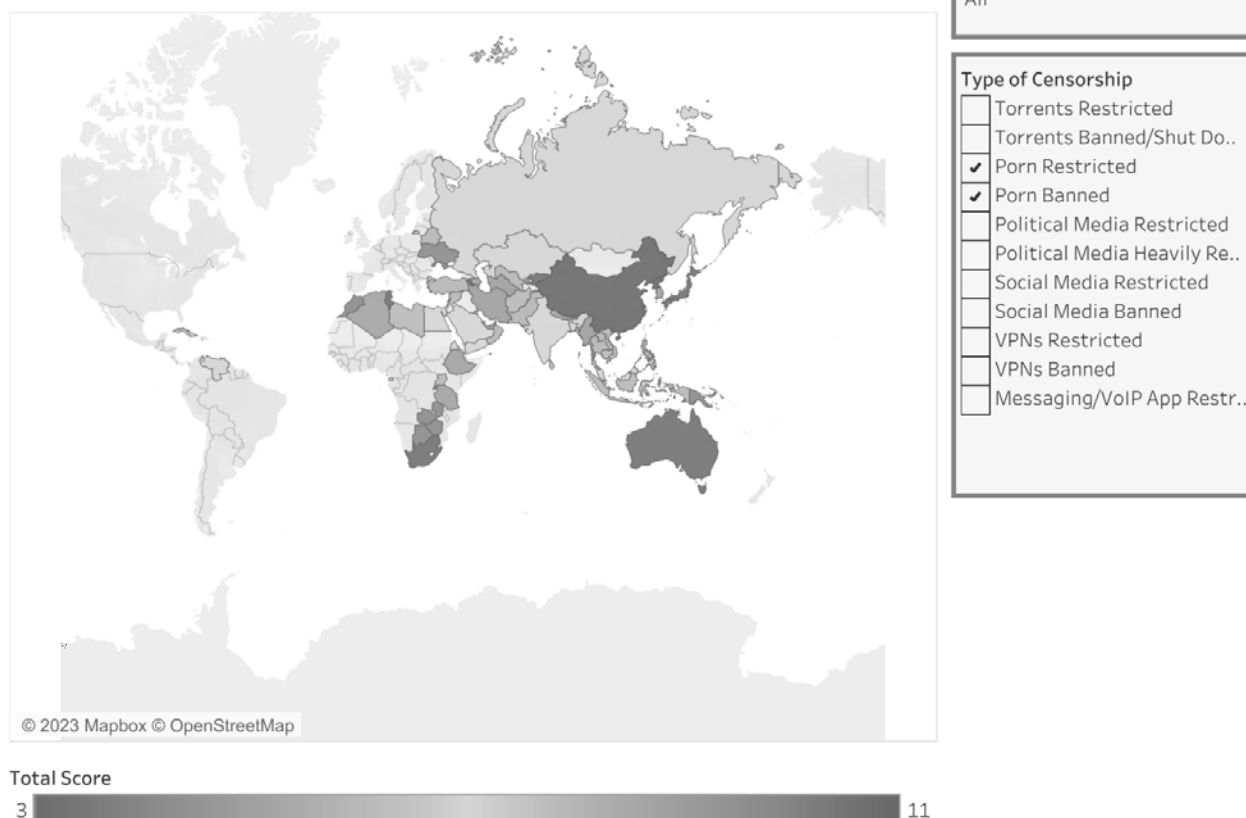 All
Type of Censorship
Torrents Restricted
Torrents Banned/Shut Do..
Porn Restricted
Porn Banned
Political Media Restricted
Political Media Heavily Re..
Social Media Restricted
Social Media Banned
VPNs Restricted
VPNs Banned
Messaging/VoIP App Restr..
© 2023 Mapbox © OpenStreetMap
Total Score
3
11